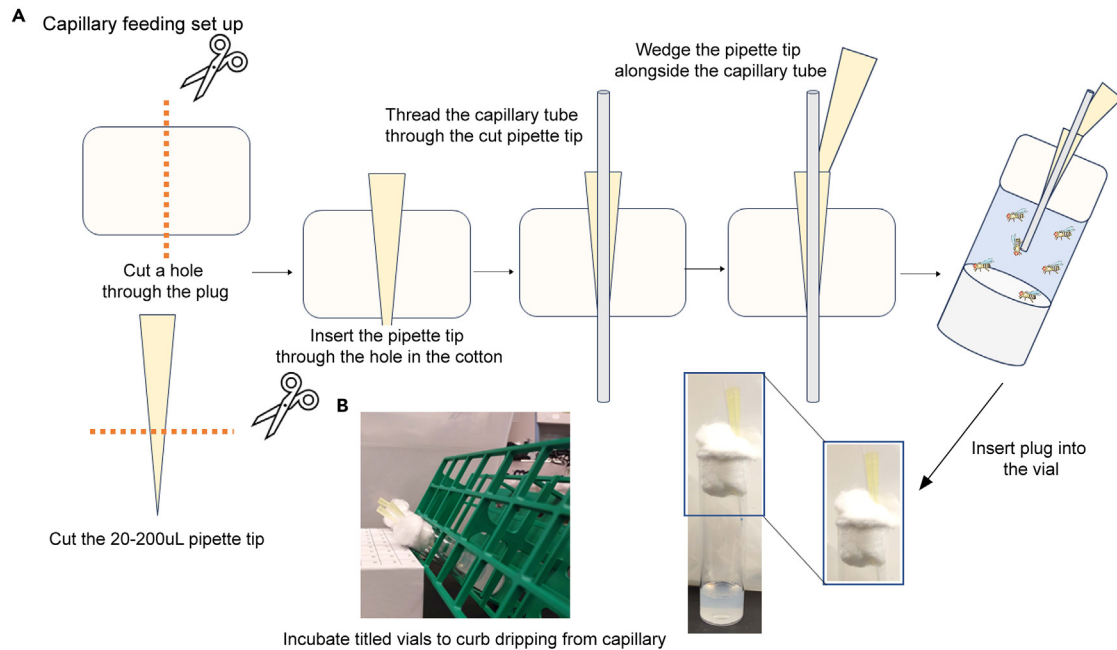 A
Capillary feeding set up
Cut a hole
through the plug
Cut the 20-200uL pipette tip
Insert the pipette tip
through the hole in the cotton
Thread the capillary tube
through the cut pipette tip
Wedge the pipette tip
alongside the capillary tube
Insert plug into
the vial
B
Incubate titled vials to curb dripping from capillary